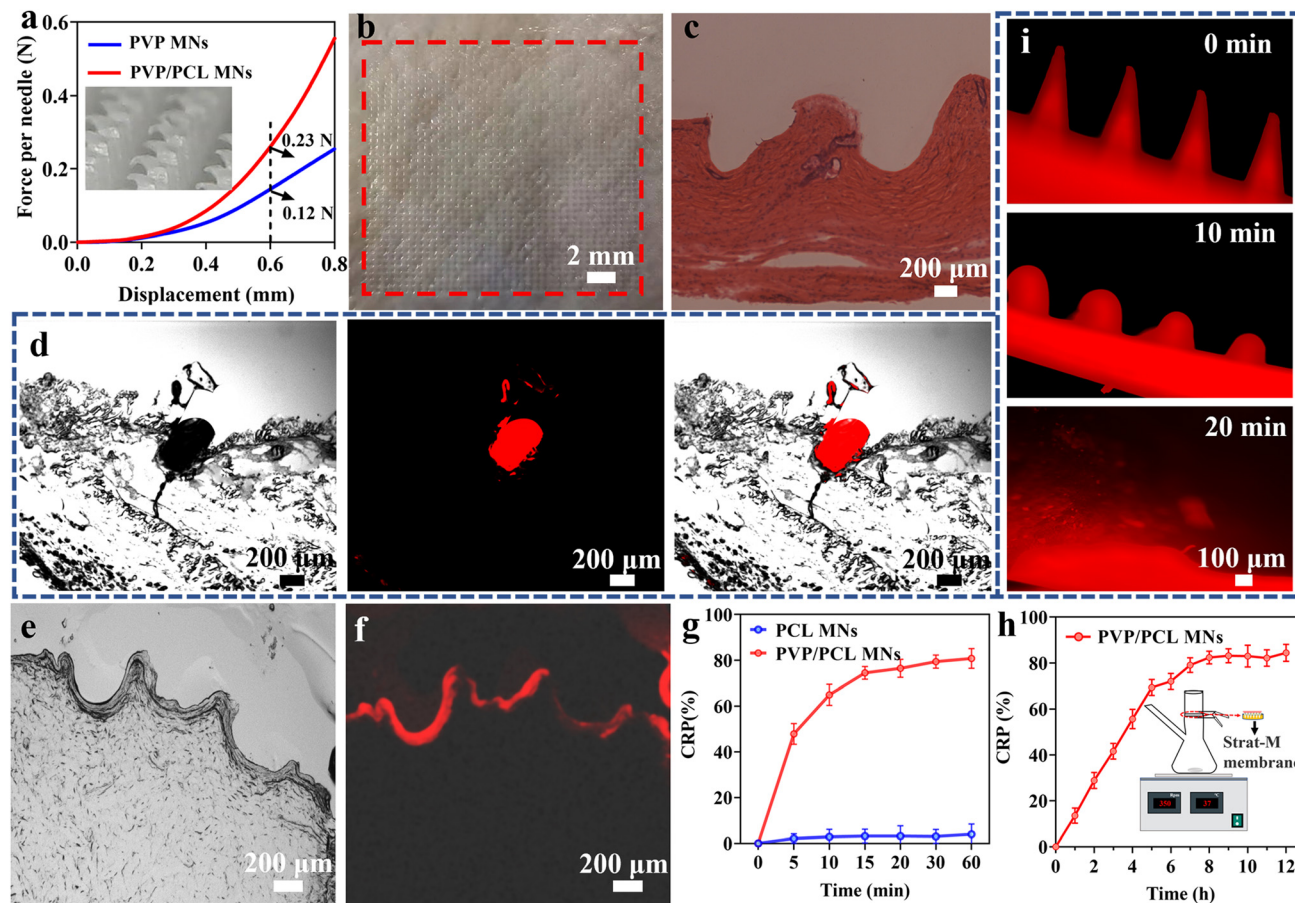 a
Force per needle (N)
0.6
0.4
0.2
0.0
PVP MNs
PVP/PCL MNs
0.23 N
0.12 N
0.0 0.2 0.4 0.6 0.8
Displacement (mm)
b
2 mm
c
200 μm
d
200 μm
200 μm
200 μm
i
0 min
10 min
20 min
100 μm
e
200 μm
f
200 μm
g
CRP(%)
100
80
60
40
20
0
PCL MNs
PVP/PCL MNs
0 5 10 15 20 30 60
Time (min)
h
CRP (%)
100
80
60
40
20
0
PVP/PCL MNs
Strat-M
membrane
350 37
0 2 4 6 8 10 12
Time (h)